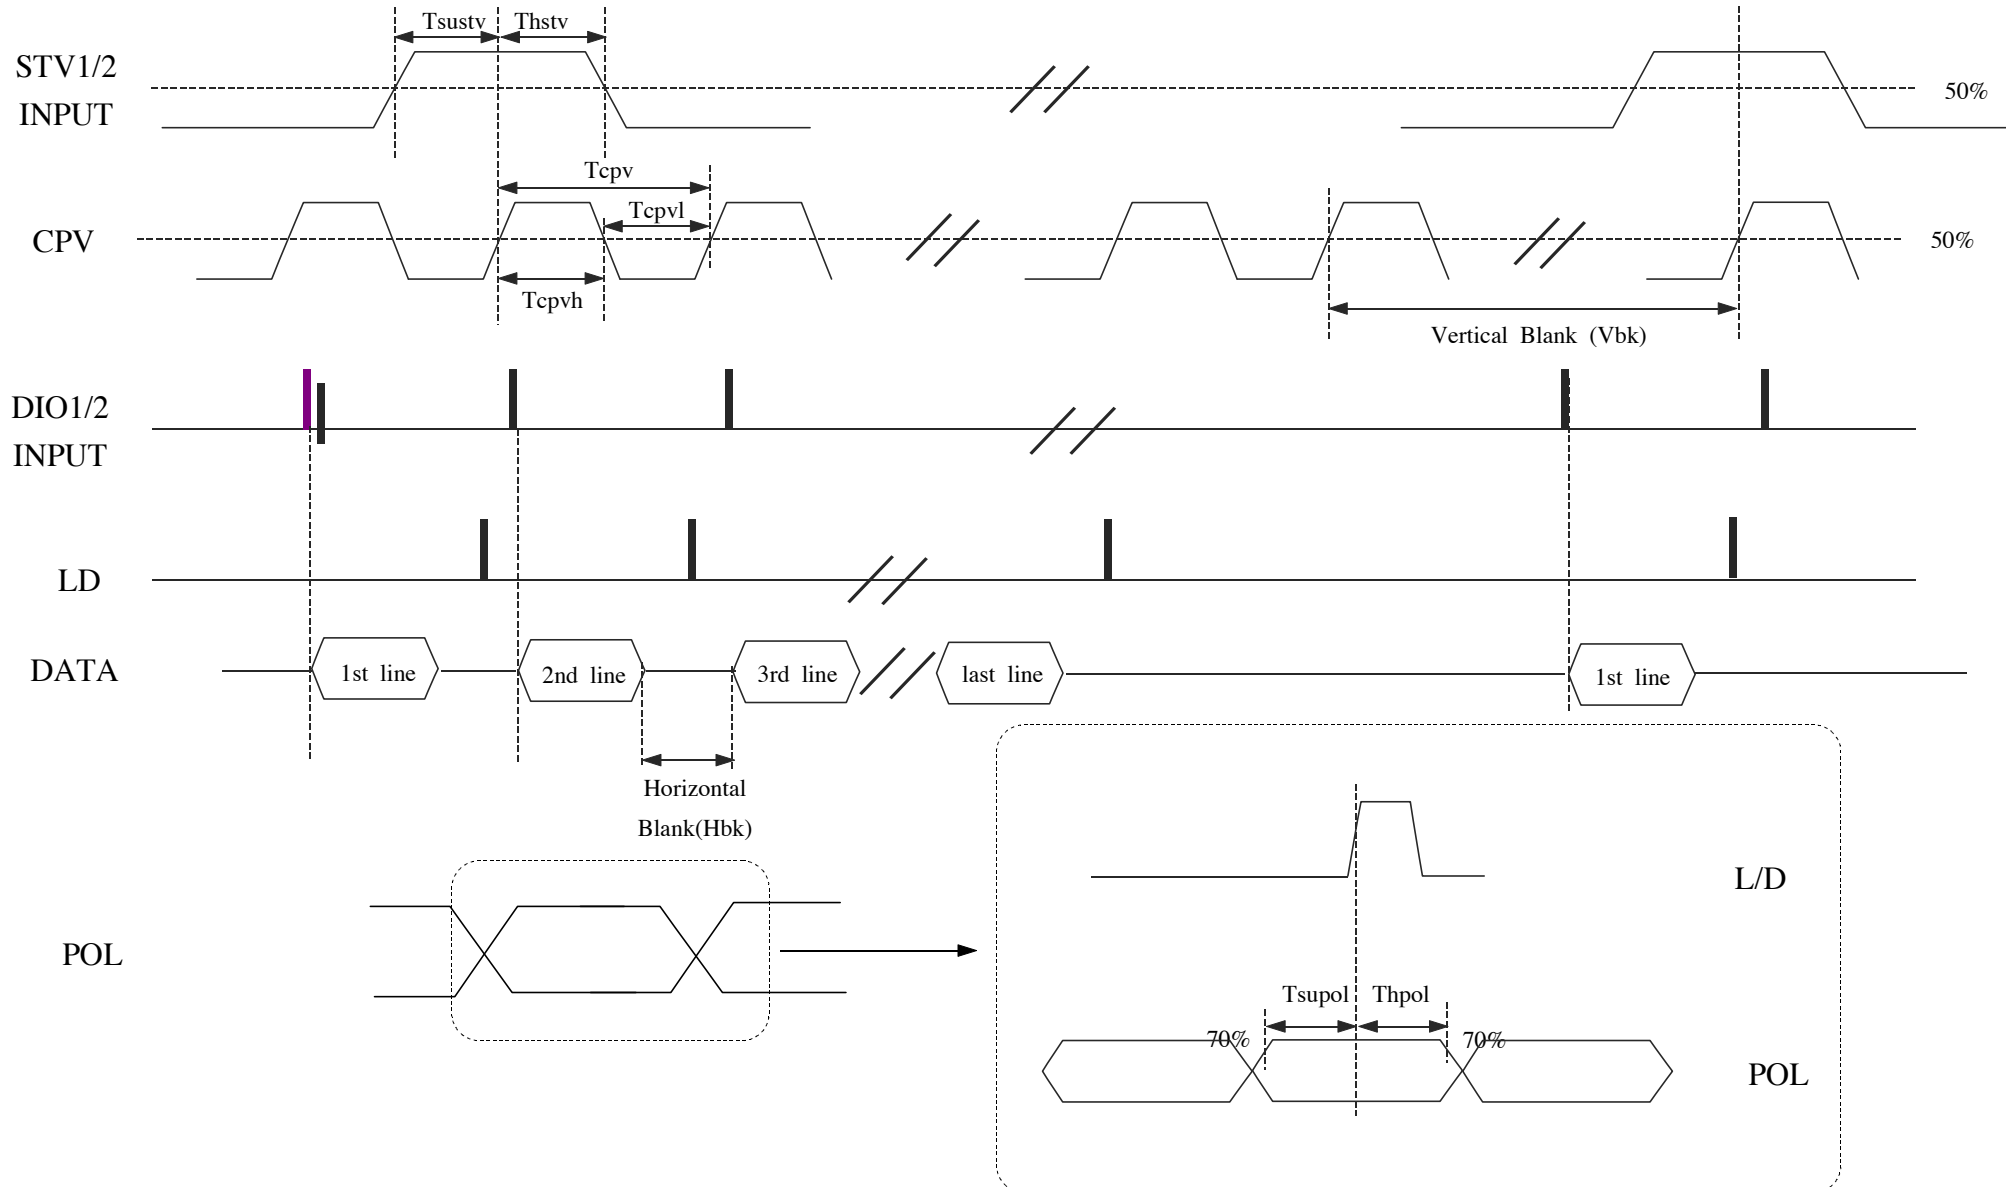 Tsustv Thstv
STV1/2
INPUT
50%
Tcpv
Tcpvl
CPV
50%
Tcpvh
Vertical Blank (Vbk)
DIO1/2
INPUT
LD
DATA
1st line
2nd line
3rd line
last line
1st line
Horizontal
Blank(Hbk)
L/D
POL
Tsupol Thpol
70%
70%
POL